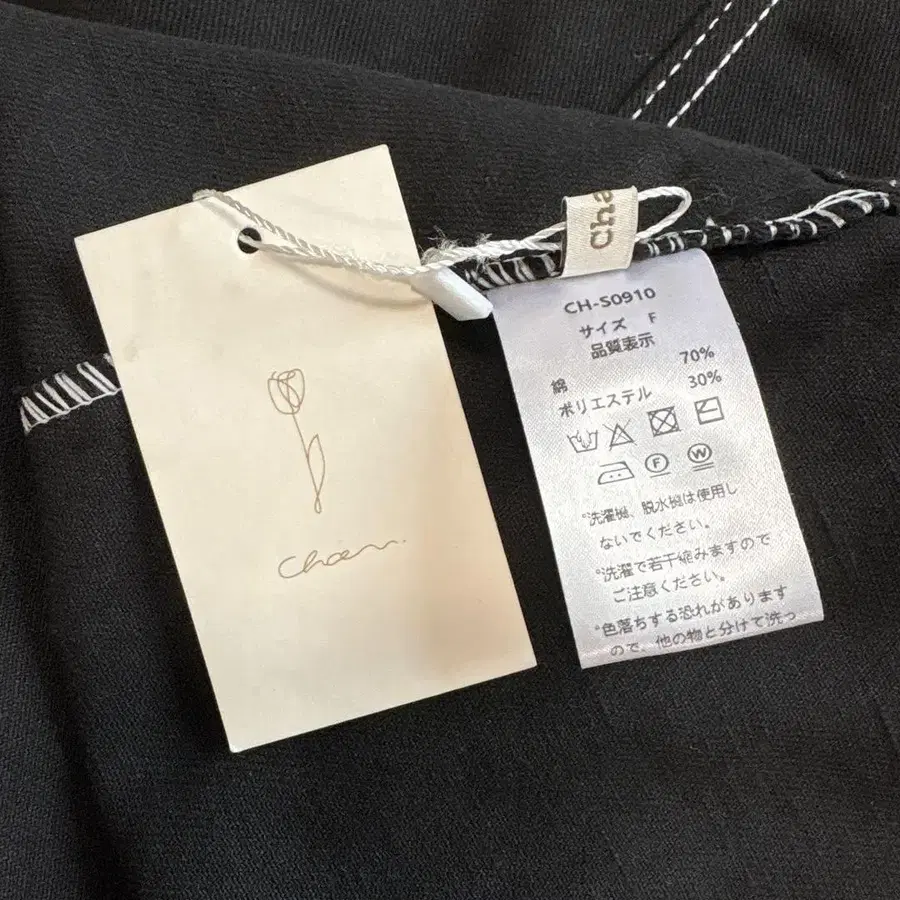 Cha
CH-S0910
サイズ F
品質表示
綿 70%
ポリエステル 30%
F
W
*洗濯機、脱水機は使用し
ないでください。
*洗濯で若干縮みますので
ご注意ください。
*色落ちする恐れがあります
ので、他の物と分けて洗っ